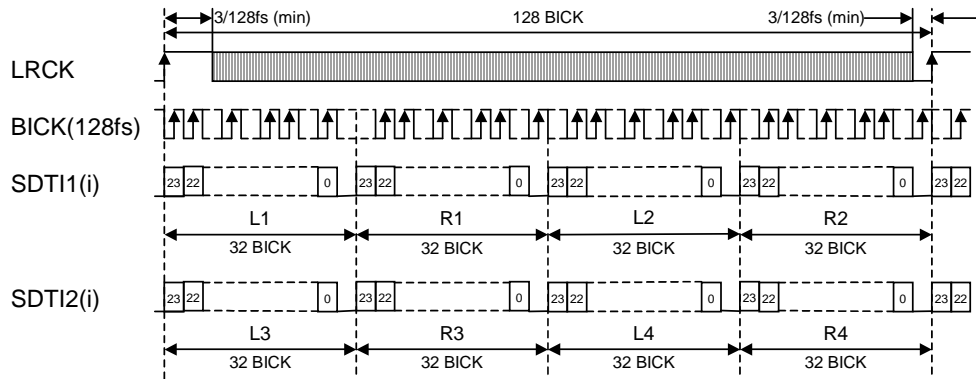 3/128fs (min) 128 BICK 3/128fs (min)
LRCK
BICK(128fs)
SDTI1(i) 23 22 0 23 22 0 23 22 0 23 22 0 23 22
L1 R1 L2 R2
32 BICK 32 BICK 32 BICK 32 BICK
SDTI2(i) 23 22 0 23 22 0 23 22 0 23 22 0 23 22
L3 R3 L4 R4
32 BICK 32 BICK 32 BICK 32 BICK